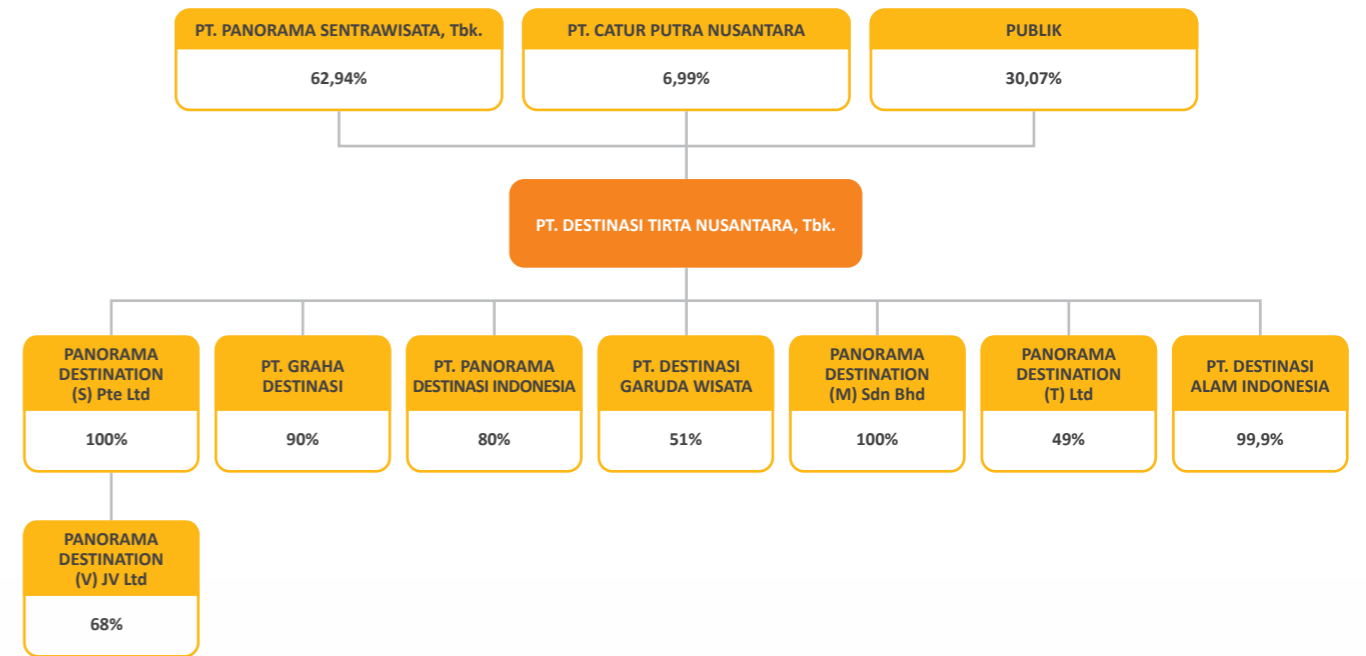 PT. PANORAMA SENTRAWISATA, Tbk.
62,94%
PT. CATUR PUTRA NUSANTARA
6,99%
PUBLIK
30,07%
PT. DESTINASI TIRTA NUSANTARA, Tbk.
PANORAMA
DESTINATION
(S) Pte Ltd
100%
PT. GRAHA
DESTINASI
90%
PT. PANORAMA
DESTINASI INDONESIA
80%
PT. DESTINASI
GARUDA WISATA
51%
PANORAMA
DESTINATION
(M) Sdn Bhd
100%
PANORAMA
DESTINATION
(T) Ltd
49%
PT. DESTINASI
ALAM INDONESIA
99,9%
PANORAMA
DESTINATION
(V) JV Ltd
68%